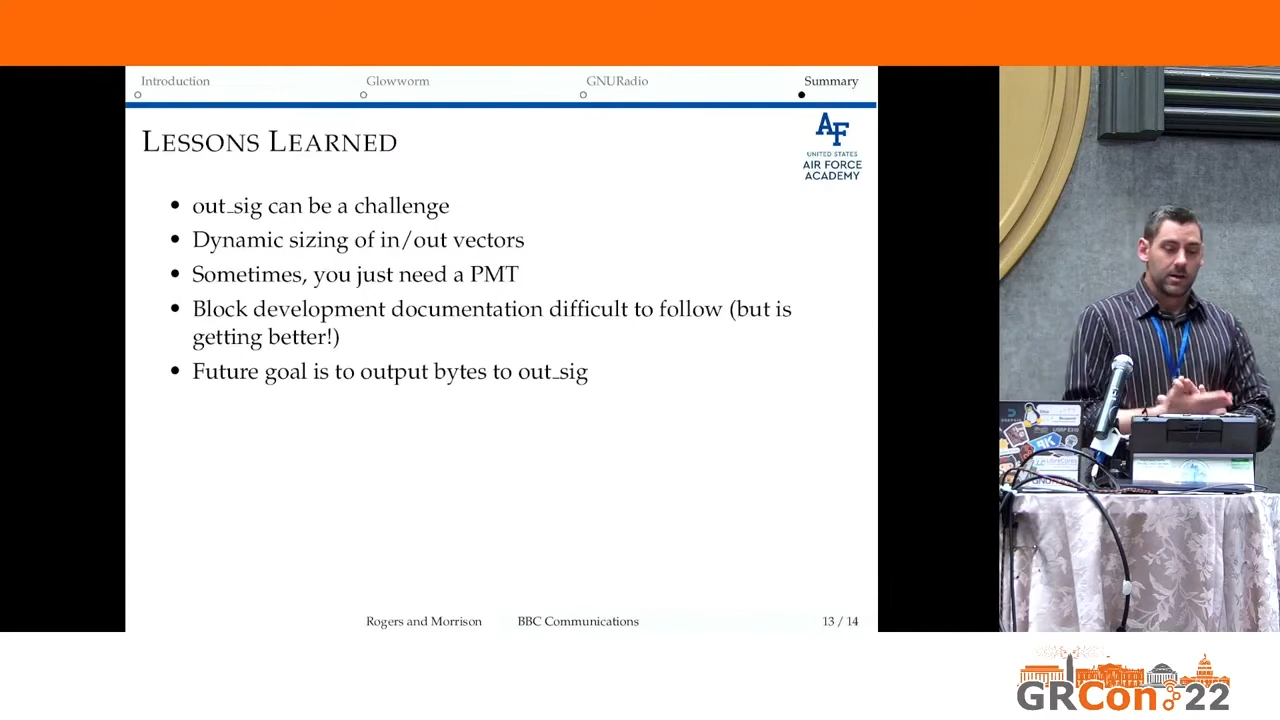 Introduction Glowworm GNURadio Summary
LESSONS LEARNED
AF
UNITED STATES
AIR FORCE
ACADEMY
• out_sig can be a challenge
• Dynamic sizing of in/out vectors
• Sometimes, you just need a PMT
• Block development documentation difficult to follow (but is
getting better!)
• Future goal is to output bytes to out_sig
Rogers and Morrison BBC Communications 13 / 14
GRCon 22